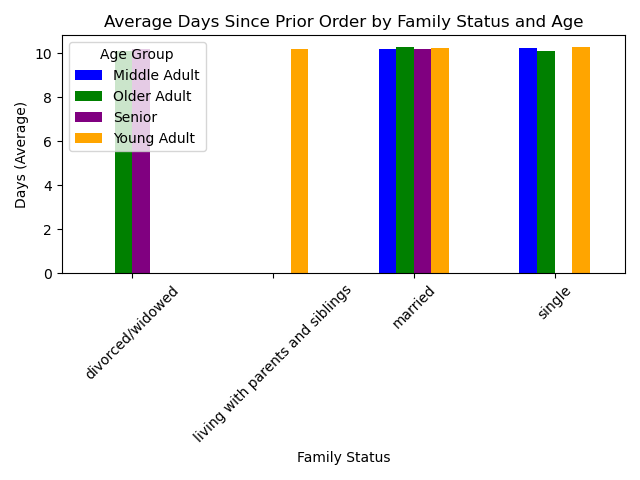 Average Days Since Prior Order by Family Status and Age
Days (Average)
10
8
6
4
2
0
Age Group
Middle Adult
Older Adult
Senior
Young Adult
divorced/widowed
living with parents and siblings
married
single
Family Status